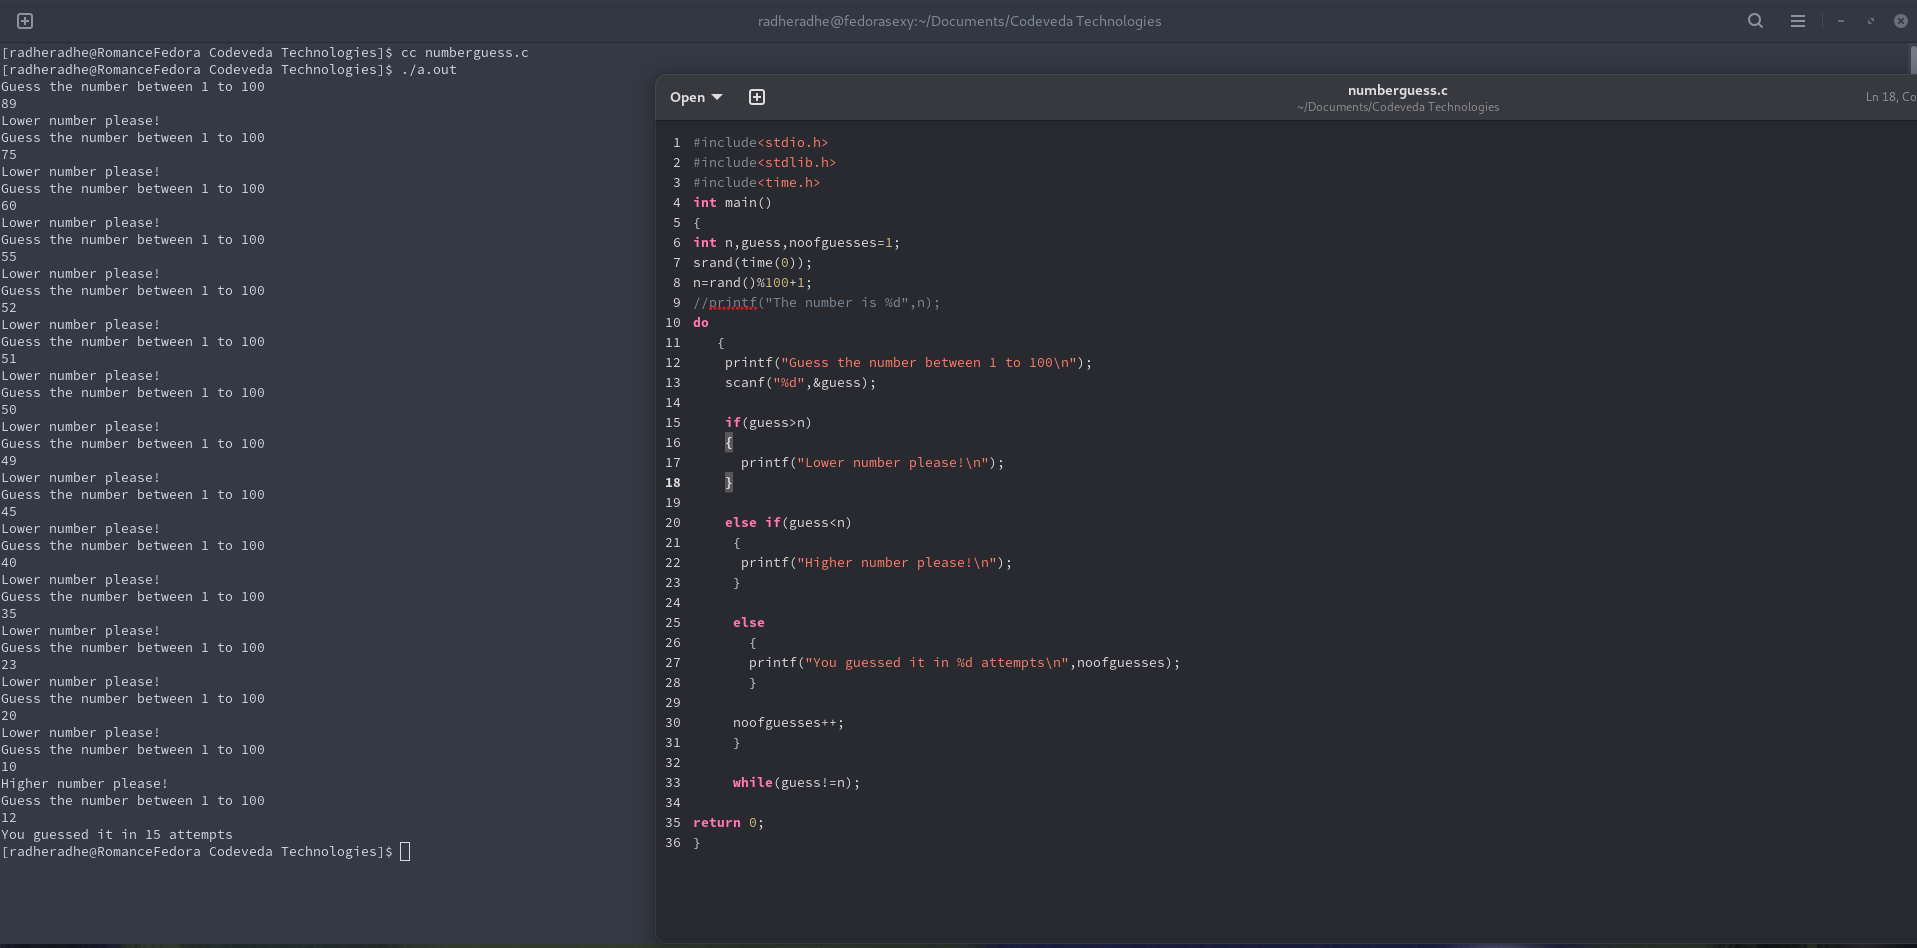 radheradhe@fedorasexy:~/Documents/Codeveda Technologies
[radheradhe@RomanceFedora Codeveda Technologies]$ cc numberguess.c
[radheradhe@RomanceFedora Codeveda Technologies]$ ./a.out
Guess the number between 1 to 100
89
Lower number please!
Guess the number between 1 to 100
75
Lower number please!
Guess the number between 1 to 100
60
Lower number please!
Guess the number between 1 to 100
55
Lower number please!
Guess the number between 1 to 100
52
Lower number please!
Guess the number between 1 to 100
51
Lower number please!
Guess the number between 1 to 100
50
Lower number please!
Guess the number between 1 to 100
49
Lower number please!
Guess the number between 1 to 100
45
Lower number please!
Guess the number between 1 to 100
40
Lower number please!
Guess the number between 1 to 100
35
Lower number please!
Guess the number between 1 to 100
23
Lower number please!
Guess the number between 1 to 100
20
Lower number please!
Guess the number between 1 to 100
10
Higher number please!
Guess the number between 1 to 100
12
You guessed it in 15 attempts
[radheradhe@RomanceFedora Codeveda Technologies]$
Open
numberguess.c
~/Documents/Codeveda Technologies
Ln 18, Co
1 #include<stdio.h>
2 #include<stdlib.h>
3 #include<time.h>
4 int main()
5 {
6 int n,guess,noofguesses=1;
7 srand(time(0));
8 n=rand()%100+1;
9 //printf("The number is %d",n);
10 do
11    {
12     printf("Guess the number between 1 to 100\n");
13     scanf("%d",&guess);
14
15     if(guess>n)
16     {
17       printf("Lower number please!\n");
18     }
19
20     else if(guess<n)
21      {
22       printf("Higher number please!\n");
23      }
24
25      else
26        {
27        printf("You guessed it in %d attempts\n",noofguesses);
28        }
29
30      noofguesses++;
31      }
32
33      while(guess!=n);
34
35 return 0;
36 }